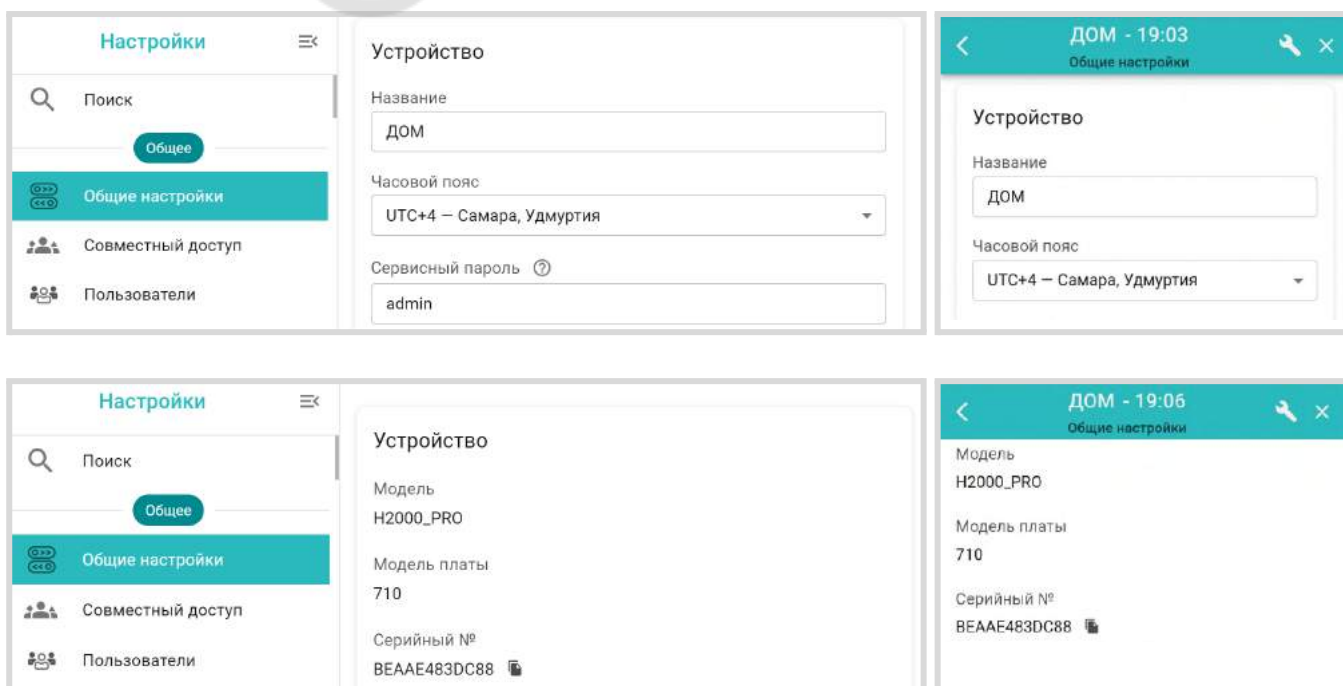 Настройки
Поиск
Общее
Общие настройки
Совместный доступ
Пользователи
Устройство
Название
ДОМ
Часовой пояс
UTC+4 — Самара, Удмуртия
Сервисный пароль
admin
ДОМ - 19:03
Общие настройки
Устройство
Название
ДОМ
Часовой пояс
UTC+4 — Самара, Удмуртия
Настройки
Поиск
Общее
Общие настройки
Совместный доступ
Пользователи
Устройство
Модель
H2000_PRO
Модель платы
710
Серийный №
BEAAE483DC88
ДОМ - 19:06
Общие настройки
Модель
H2000_PRO
Модель платы
710
Серийный №
BEAAE483DC88